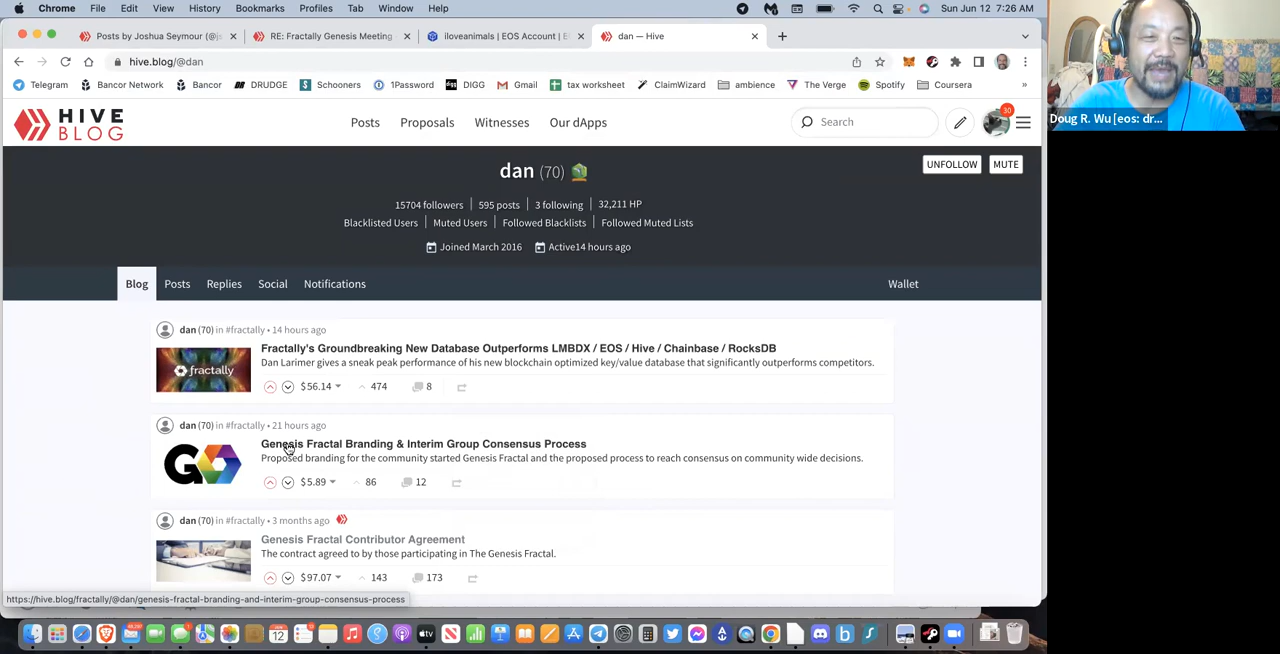 Chrome File Edit View History Bookmarks Profiles Tab Window Help Sun Jun 12 7:26 AM
Posts by Joshua Seymour (@js RE: Fractally Genesis Meeting iloveanimals | EOS Account | E dan — Hive
hive.blog/@dan
Telegram Bancor Network Bancor DRUDGE Schooners 1Password DIGG Gmail tax worksheet ClaimWizard ambience The Verge Spotify Coursera »
Doug R. Wu [eos: dr...
HIVE
BLOG
Posts Proposals Witnesses Our dApps Search 30
dan (70) UNFOLLOW MUTE
15704 followers 595 posts 3 following 32,211 HP
Blacklisted Users Muted Users Followed Blacklists Followed Muted Lists
Joined March 2016 Active14 hours ago
Blog Posts Replies Social Notifications Wallet
dan (70) in #fractally • 14 hours ago
Fractally's Groundbreaking New Database Outperforms LMBDX / EOS / Hive / Chainbase / RocksDB
fractally
Dan Larimer gives a sneak peak performance of his new blockchain optimized key/value database that significantly outperforms competitors.
$56.14 474 8
dan (70) in #fractally • 21 hours ago
Genesis Fractal Branding & Interim Group Consensus Process
GO
Proposed branding for the community started Genesis Fractal and the proposed process to reach consensus on community wide decisions.
$5.89 86 12
dan (70) in #fractally • 3 months ago
Genesis Fractal Contributor Agreement
The contract agreed to by those participating in The Genesis Fractal.
$97.07 143 173
https://hive.blog/fractally/@dan/genesis-fractal-branding-and-interim-group-consensus-process